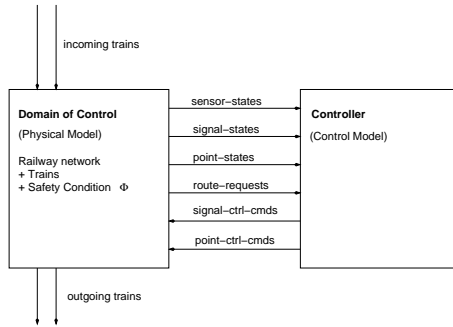 incoming trains
Domain of Control
(Physical Model)
Railway network
+ Trains
+ Safety Condition Φ
sensor−states
signal−states
point−states
route−requests
signal−ctrl−cmds
point−ctrl−cmds
Controller
(Control Model)
outgoing trains